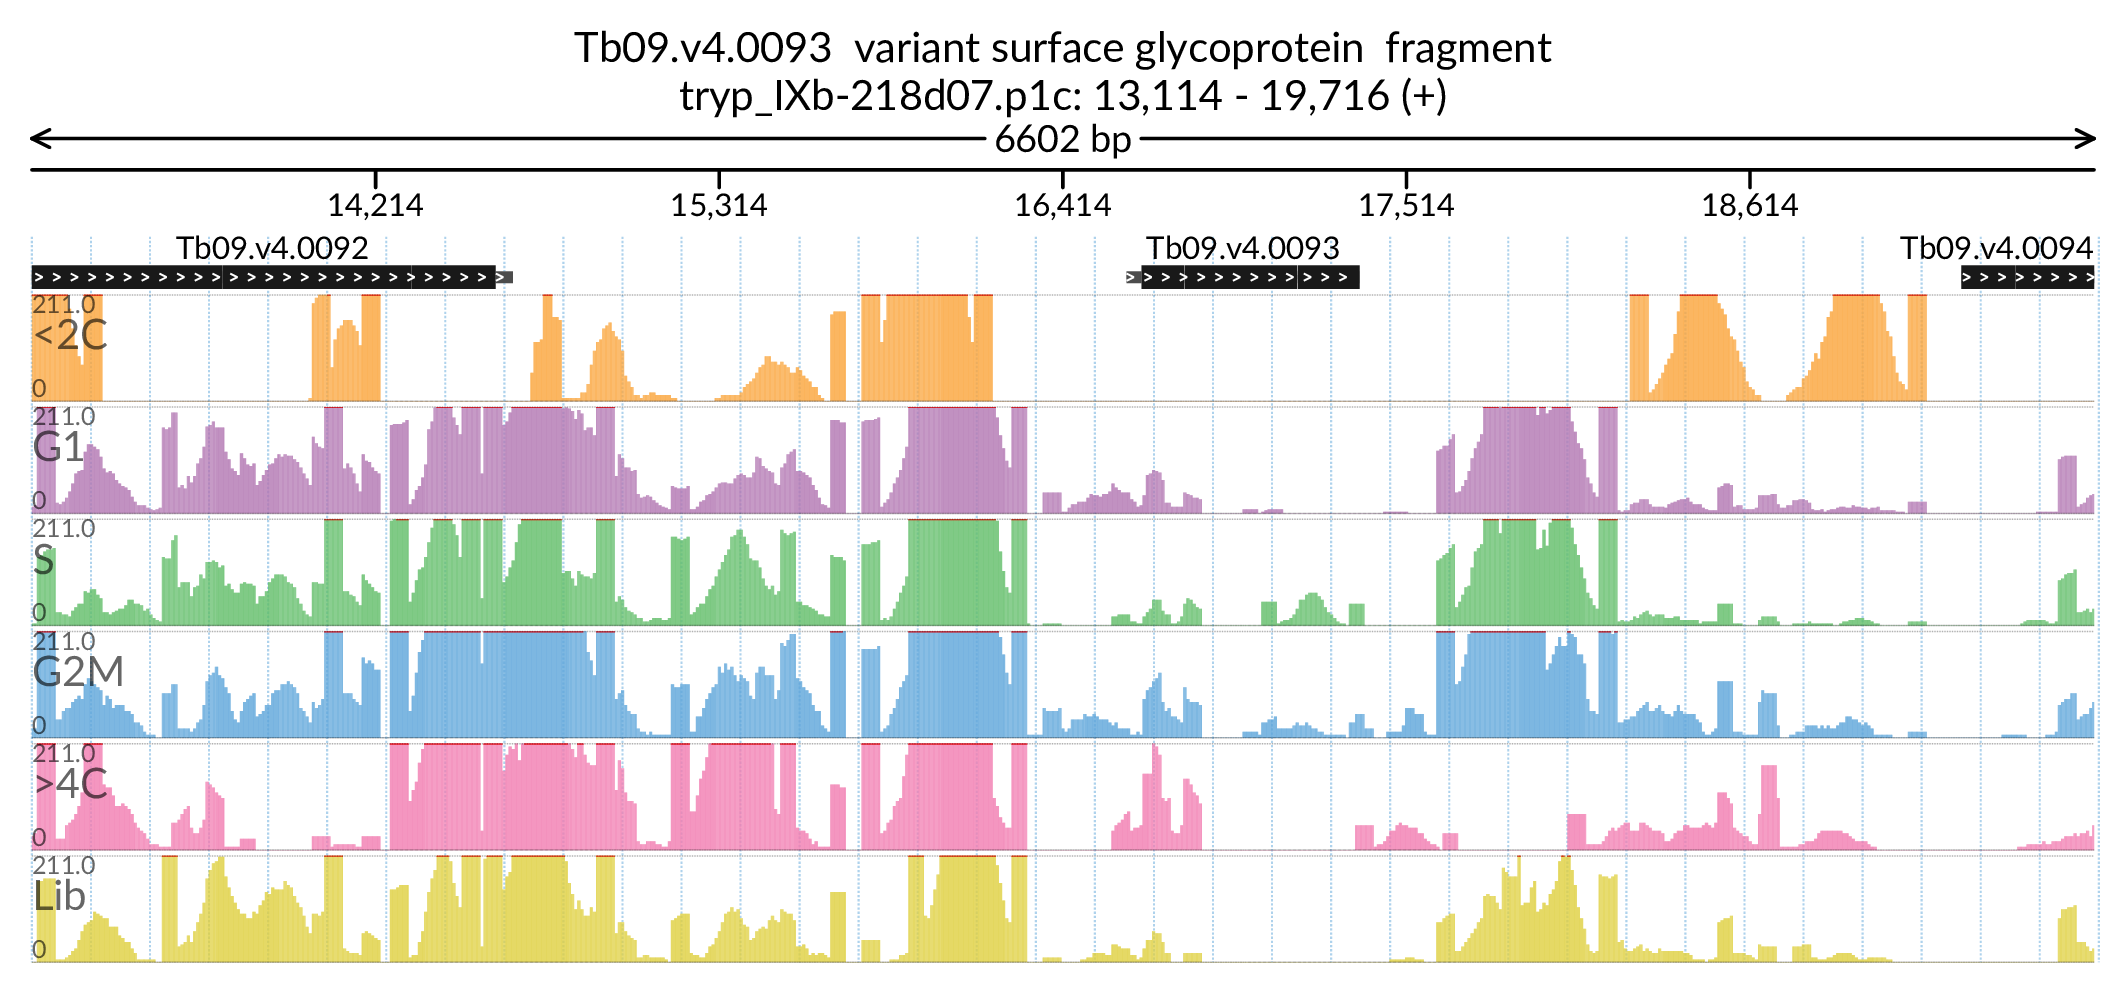 Tb09.v4.0093 variant surface glycoprotein fragment
tryp_IXb-218d07.p1c: 13,114 - 19,716 (+)
6602 bp
14,214 15,314 16,414 17,514 18,614
Tb09.v4.0092 Tb09.v4.0093 Tb09.v4.0094
211.0
<2C
0
211.0
G1
0
211.0
S
0
211.0
G2M
0
211.0
>4C
0
211.0
Lib
0